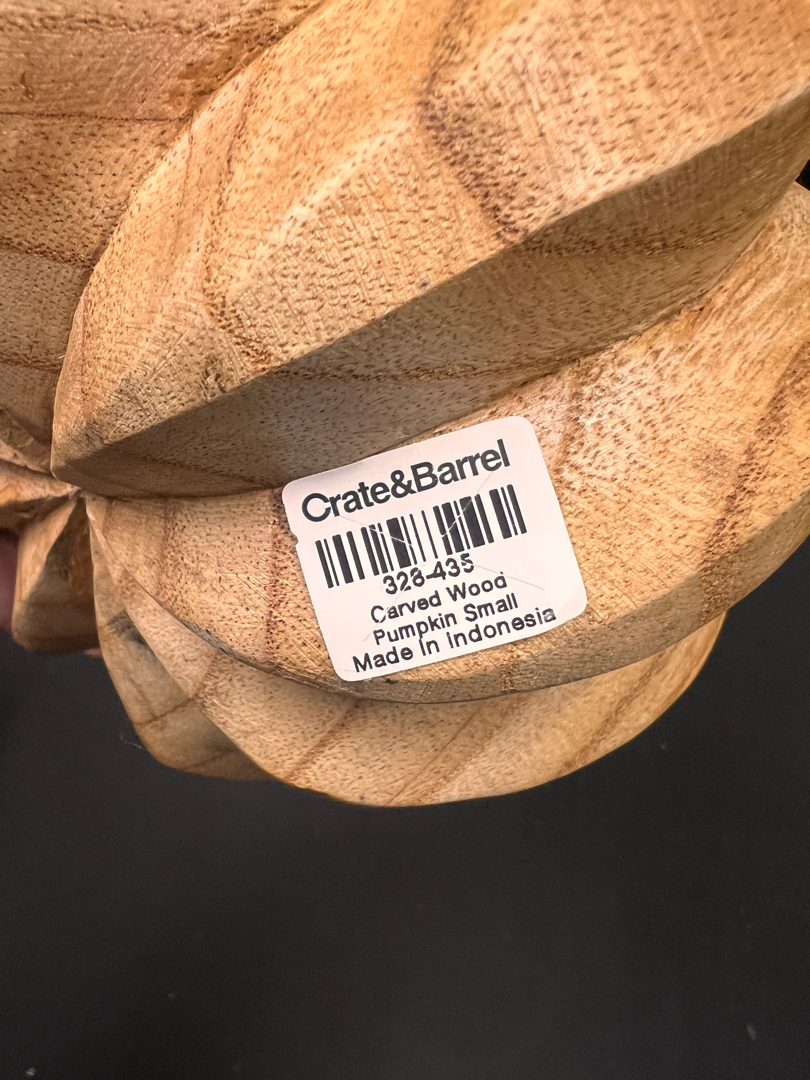 Crate&Barrel
328-435
Carved Wood
Pumpkin Small
Made In Indonesia